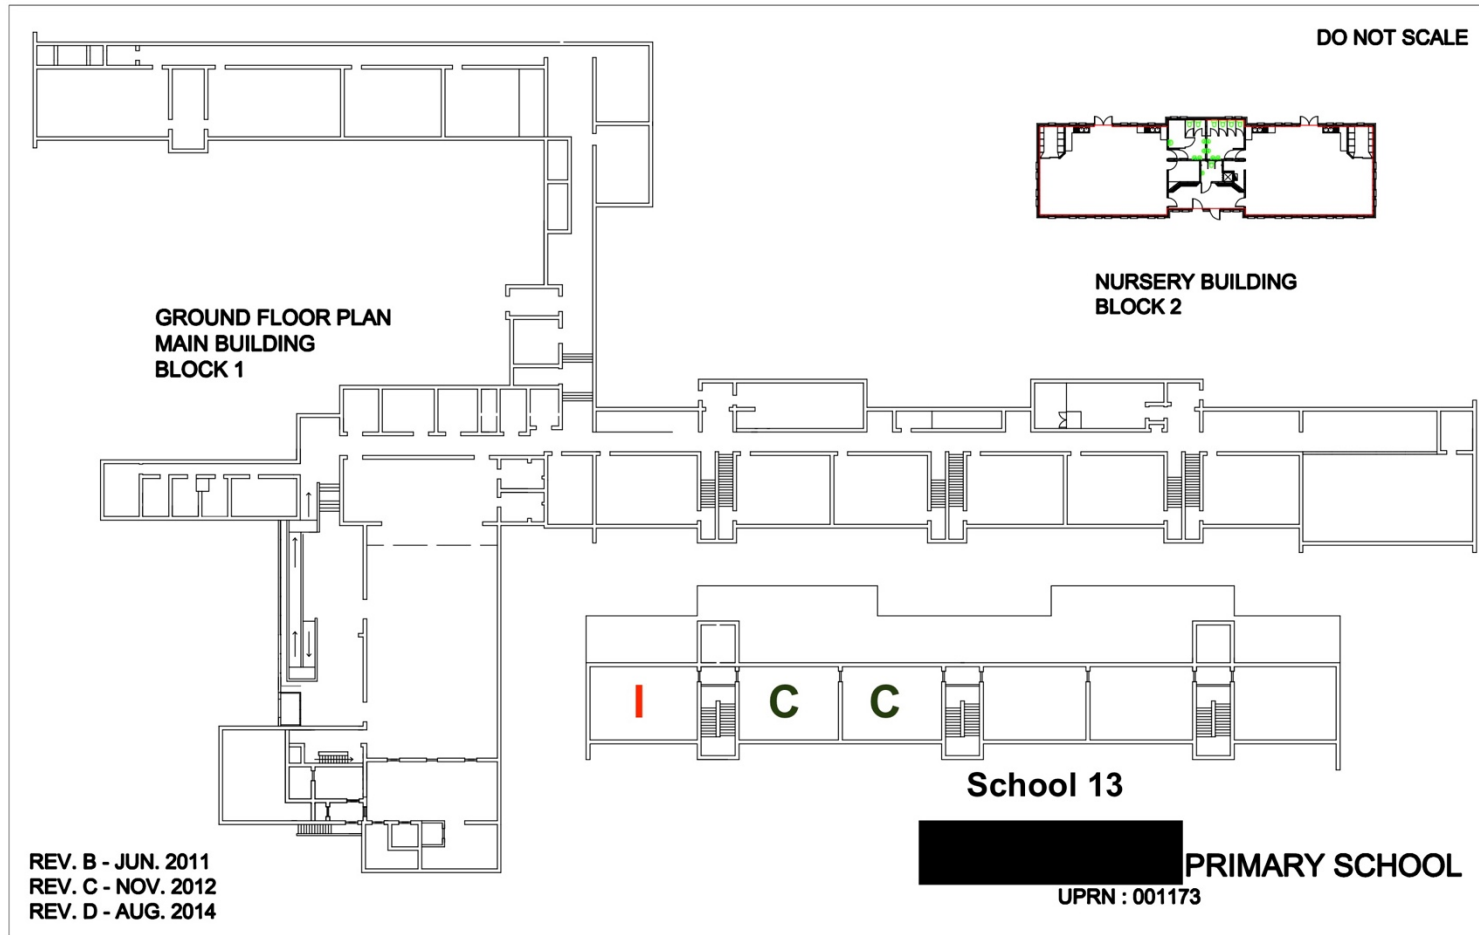 DO NOT SCALE
NURSERY BUILDING
BLOCK 2
GROUND FLOOR PLAN
MAIN BUILDING
BLOCK 1
I
C
C
School 13
PRIMARY SCHOOL
UPRN : 001173
REV. B - JUN. 2011
REV. C - NOV. 2012
REV. D - AUG. 2014